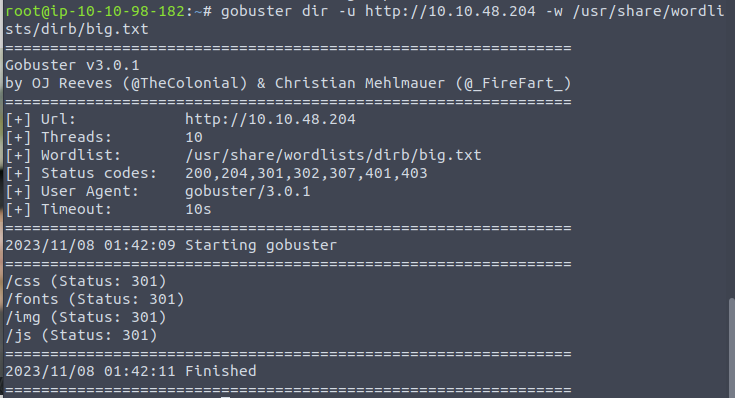 root@ip-10-10-98-182:~# gobuster dir -u http://10.10.48.204 -w /usr/share/wordli
sts/dirb/big.txt
===============================================================
Gobuster v3.0.1
by OJ Reeves (@TheColonial) & Christian Mehlmauer (@_FireFart_)
===============================================================
[+] Url:            http://10.10.48.204
[+] Threads:        10
[+] Wordlist:       /usr/share/wordlists/dirb/big.txt
[+] Status codes:   200,204,301,302,307,401,403
[+] User Agent:     gobuster/3.0.1
[+] Timeout:        10s
===============================================================
2023/11/08 01:42:09 Starting gobuster
===============================================================
/css (Status: 301)
/fonts (Status: 301)
/img (Status: 301)
/js (Status: 301)
===============================================================
2023/11/08 01:42:11 Finished
===============================================================